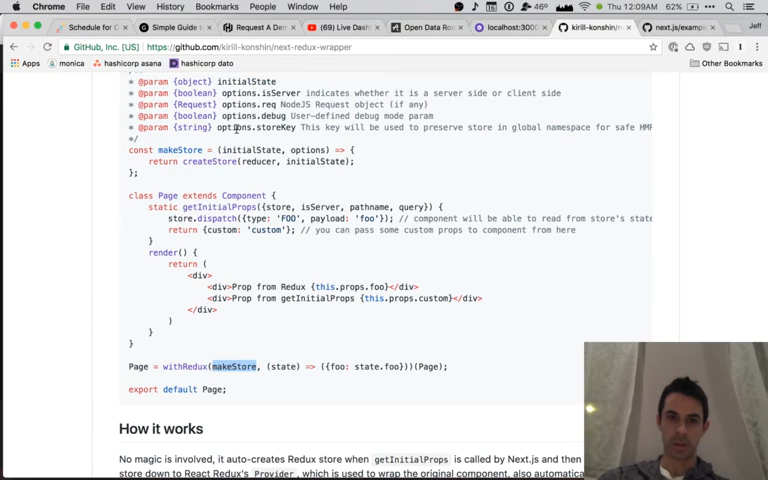 Chrome File Edit View History Bookmarks People Window Help 46° Thu 12:09AM 62%
Schedule for C
Simple Guide t
Request A De
(69) Live Dash
Open Data Ro
localhost:3000
kirill-konshin/n
next.js/examp
Jeff
GitHub, Inc. [US] https://github.com/kirill-konshin/next-redux-wrapper
Apps monica hashicorp asana hashicorp dato Other Bookmarks
* @param {object} initialState
* @param {boolean} options.isServer indicates whether it is a server side or client side
* @param {Request} options.req NodeJS Request object (if any)
* @param {boolean} options.debug User-defined debug mode param
* @param {string} options.storeKey This key will be used to preserve store in global namespace for safe HMR
*/
const makeStore = (initialState, options) => {
return createStore(reducer, initialState);
};
class Page extends Component {
static getInitialProps({store, isServer, pathname, query}) {
store.dispatch({type: 'FOO', payload: 'foo'}); // component will be able to read from store's state
return {custom: 'custom'}; // you can pass some custom props to component from here
}
render() {
return (
<div>
<div>Prop from Redux {this.props.foo}</div>
<div>Prop from getInitialProps {this.props.custom}</div>
</div>
)
}
}
Page = withRedux(makeStore, (state) => ({foo: state.foo}))(Page);
export default Page;
How it works
No magic is involved, it auto-creates Redux store when getInitialProps is called by Next.js and then
store down to React Redux's Provider, which is used to wrap the original component, also automatica